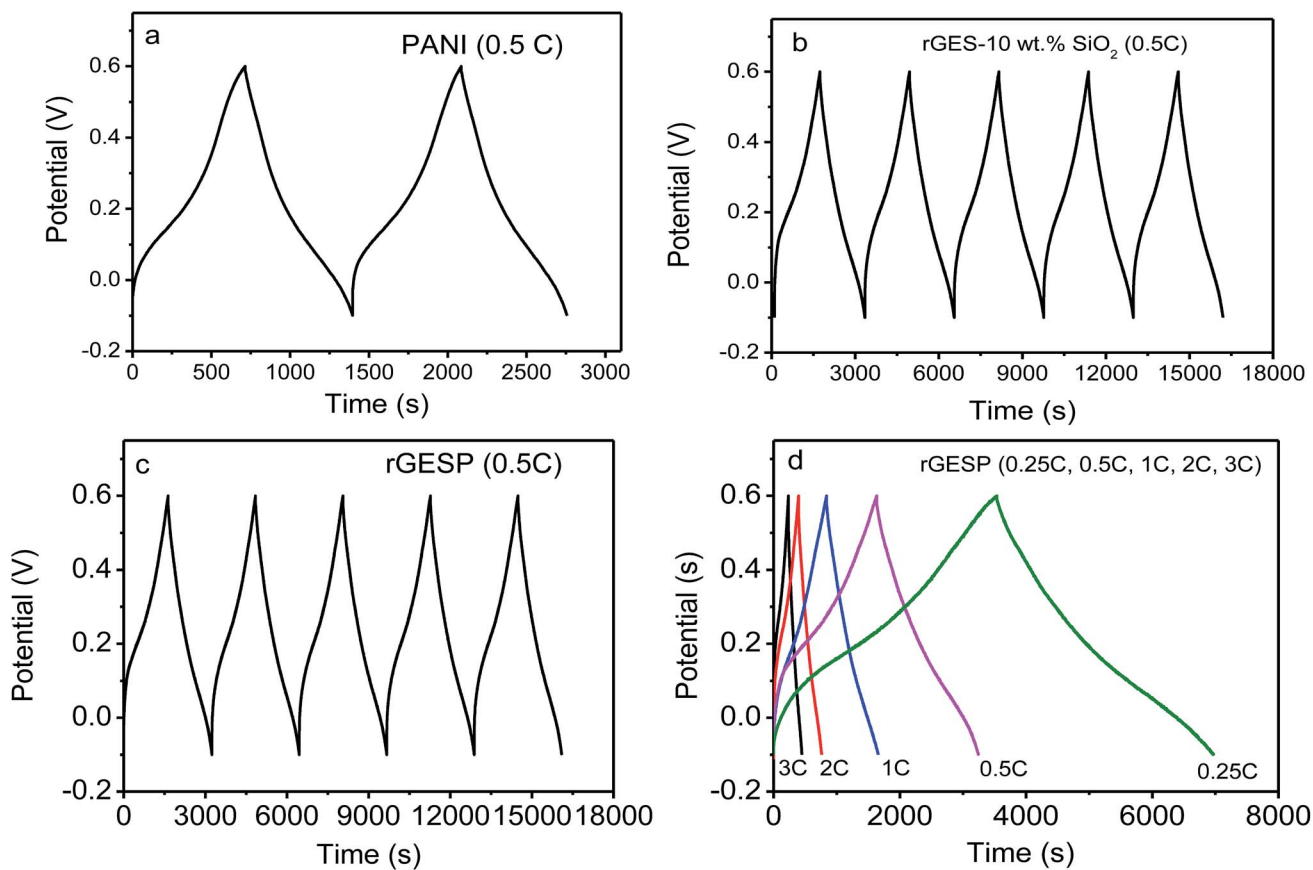 a
PANI (0.5 C)
0.6
0.4
0.2
0.0
-0.2
Potential (V)
0 500 1000 1500 2000 2500 3000
Time (s)
b
rGES-10 wt.% SiO₂ (0.5C)
0.6
0.4
0.2
0.0
-0.2
Potential (V)
0 3000 6000 9000 12000 15000 18000
Time (s)
c
rGESP (0.5C)
0.6
0.4
0.2
0.0
-0.2
Potential (V)
0 3000 6000 9000 12000 15000 18000
Time (s)
d
rGESP (0.25C, 0.5C, 1C, 2C, 3C)
0.6
0.4
0.2
0.0
-0.2
Potential (s)
3C 2C 1C 0.5C 0.25C
0 2000 4000 6000 8000
Time (s)